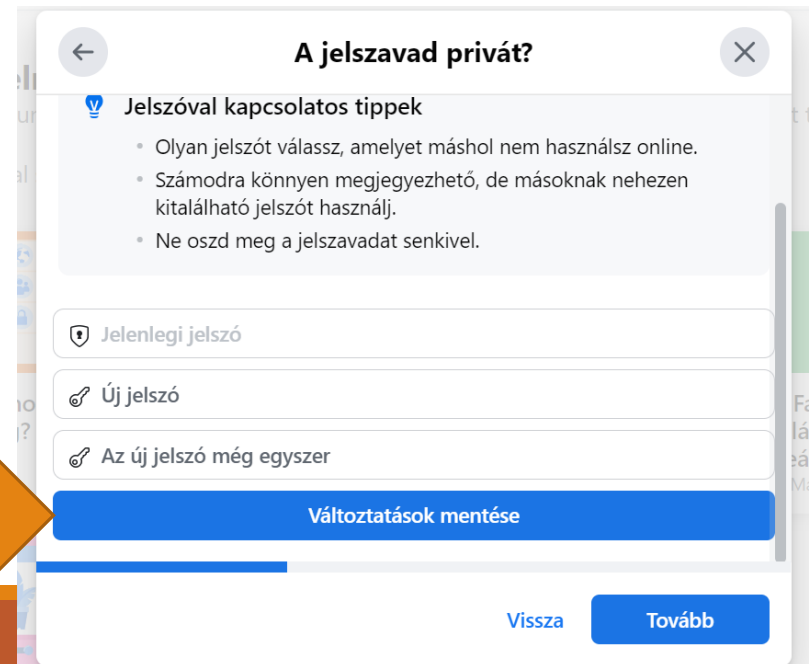 A jelszavad privát?
Jelszóval kapcsolatos tippek
Olyan jelszót válassz, amelyet máshol nem használsz online.
Számodra könnyen megjegyezhető, de másoknak nehezen
kitalálható jelszót használj.
Ne oszd meg a jelszavadat senkivel.
Jelenlegi jelszó
Új jelszó
Az új jelszó még egyszer
Változtatások mentése
Vissza
Tovább